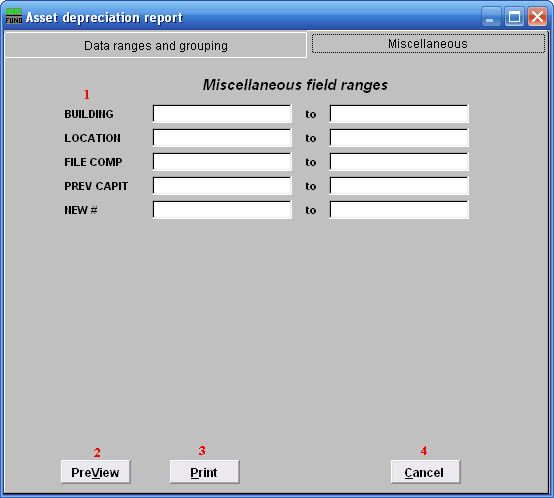 FUND
Asset depreciation report
Data ranges and grouping
Miscellaneous
Miscellaneous field ranges
1
BUILDING to
LOCATION to
FILE COMP to
PREV CAPIT to
NEW # to
2 3 4
PreView Print Cancel